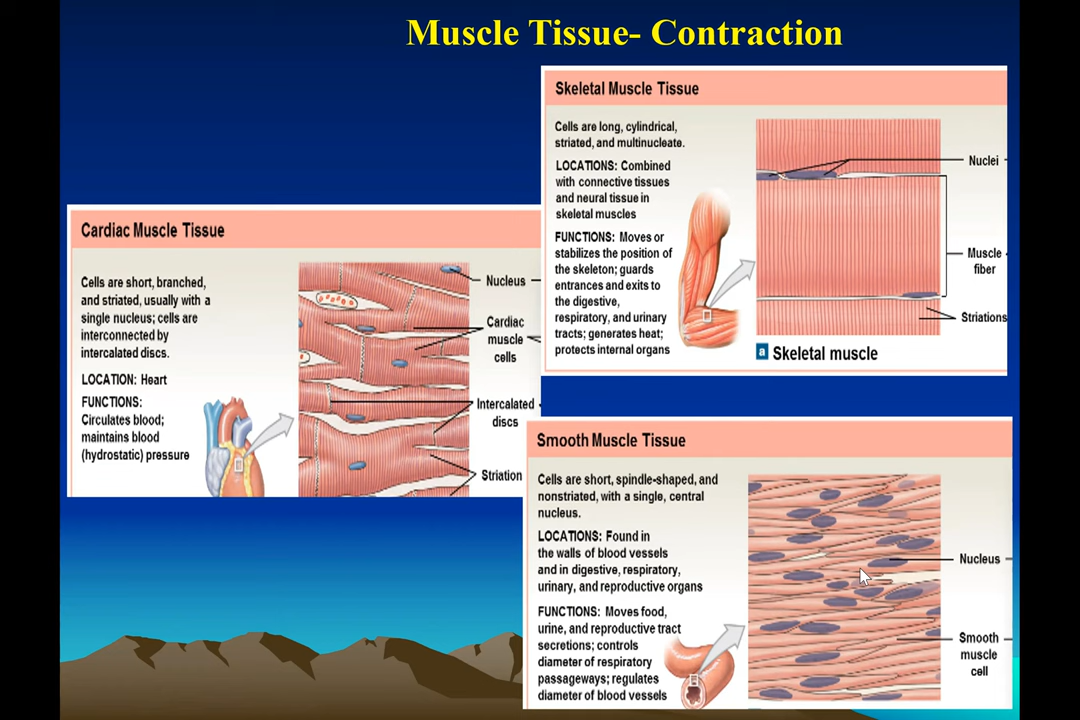 Muscle Tissue- Contraction
Skeletal Muscle Tissue
Cells are long, cylindrical,
striated, and multinucleate.
LOCATIONS: Combined
with connective tissues
and neural tissue in
skeletal muscles
FUNCTIONS: Moves or
stabilizes the position of
the skeleton; guards
entrances and exits to
the digestive,
respiratory, and urinary
tracts; generates heat;
protects internal organs
Nuclei
Muscle
fiber
Striations
a Skeletal muscle
Cardiac Muscle Tissue
Cells are short, branched,
and striated, usually with a
single nucleus; cells are
interconnected by
intercalated discs.
LOCATION: Heart
FUNCTIONS:
Circulates blood;
maintains blood
(hydrostatic) pressure
Nucleus
Cardiac
muscle
cells
Intercalated
discs
Striation
Smooth Muscle Tissue
Cells are short, spindle-shaped, and
nonstriated, with a single, central
nucleus.
LOCATIONS: Found in
the walls of blood vessels
and in digestive, respiratory,
urinary, and reproductive organs
FUNCTIONS: Moves food,
urine, and reproductive tract
secretions; controls
diameter of respiratory
passageways; regulates
diameter of blood vessels
Nucleus
Smooth
muscle
cell